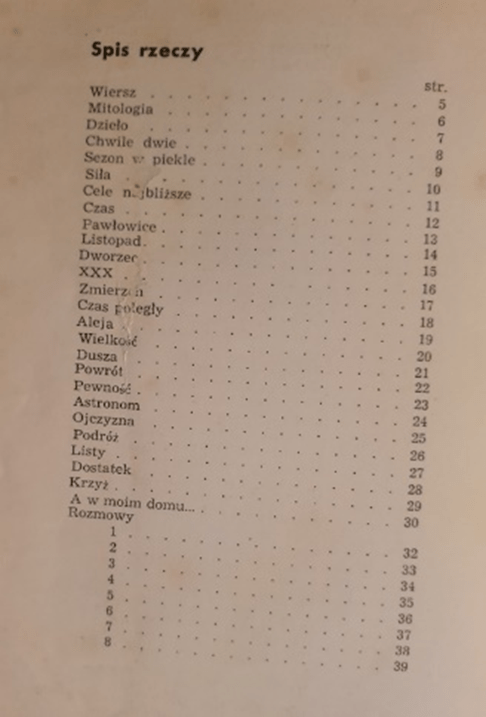 Spis rzeczy
str.
Wiersz . . . . . . . . . . . 5
Mitologia . . . . . . . . . . 6
Dzieło . . . . . . . . . . . 7
Chwile dwie . . . . . . . . . 8
Sezon w piekle . . . . . . . . 9
Siła . . . . . . . . . . . . 10
Cele najbliższe . . . . . . . . 11
Czas . . . . . . . . . . . . 12
Pawłowice . . . . . . . . . . 13
Listopad . . . . . . . . . . 14
Dworzec . . . . . . . . . . 15
XXX . . . . . . . . . . . . 16
Zmierzch . . . . . . . . . . 17
Czas poległy . . . . . . . . . 18
Aleja . . . . . . . . . . . 19
Wielkość . . . . . . . . . . 20
Dusza . . . . . . . . . . . 21
Powrót . . . . . . . . . . . 22
Pewność . . . . . . . . . . 23
Astronom . . . . . . . . . . 24
Ojczyzna . . . . . . . . . . 25
Podróż . . . . . . . . . . . 26
Listy . . . . . . . . . . . 27
Dostatek . . . . . . . . . . 28
Krzyż . . . . . . . . . . . 29
A w moim domu... . . . . . . . . 30
Rozmowy
1 . . . . . . . . . . . 32
2 . . . . . . . . . . . 33
3 . . . . . . . . . . . 34
4 . . . . . . . . . . . 35
5 . . . . . . . . . . . 36
6 . . . . . . . . . . . 37
7 . . . . . . . . . . . 38
8 . . . . . . . . . . . 39